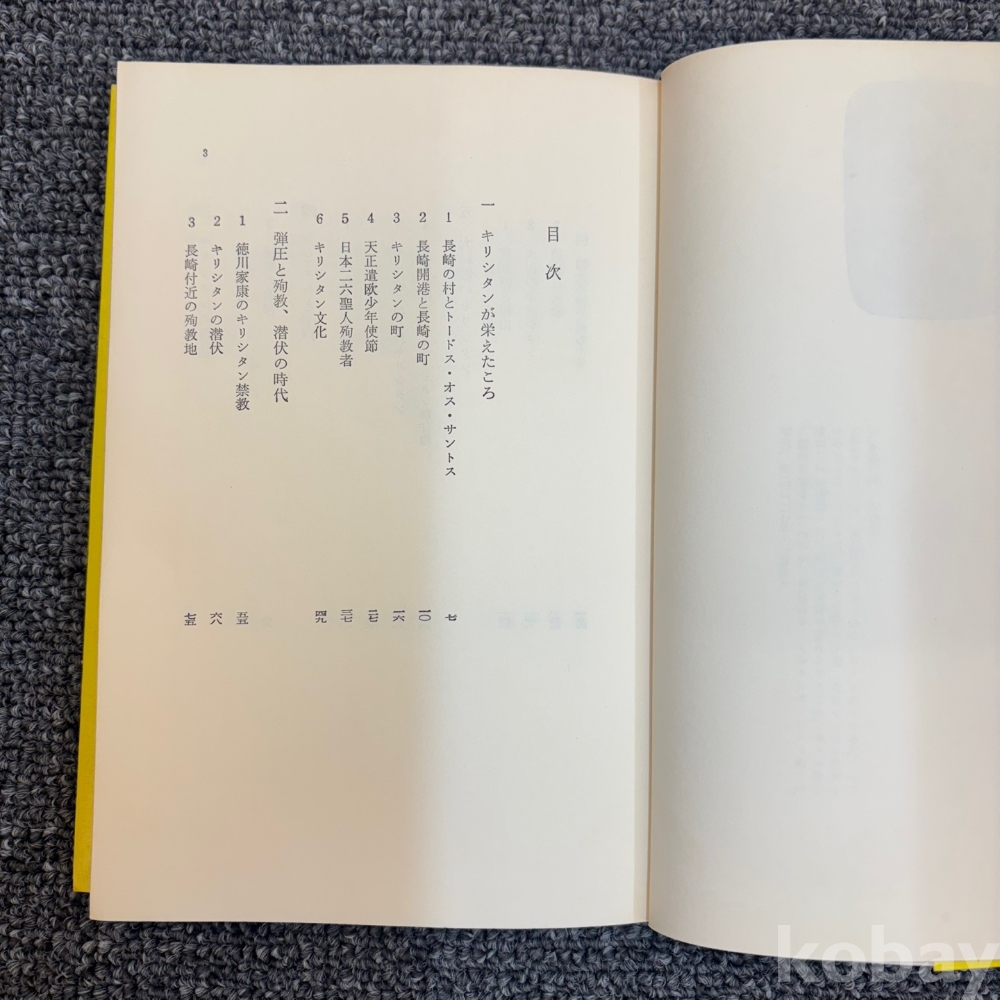 目次
一 キリシタンが栄えたころ
1 長崎の村とトードス・オス・サントス 七
2 長崎開港と長崎の町 一〇
3 キリシタンの町 一六
4 天正遣欧少年使節 二七
5 日本二六聖人殉教者 三七
6 キリシタン文化 四九
二 弾圧と殉教、潜伏の時代
1 徳川家康のキリシタン禁教 五五
2 キリシタンの潜伏 六八
3 長崎付近の殉教地 七五
3
kobay